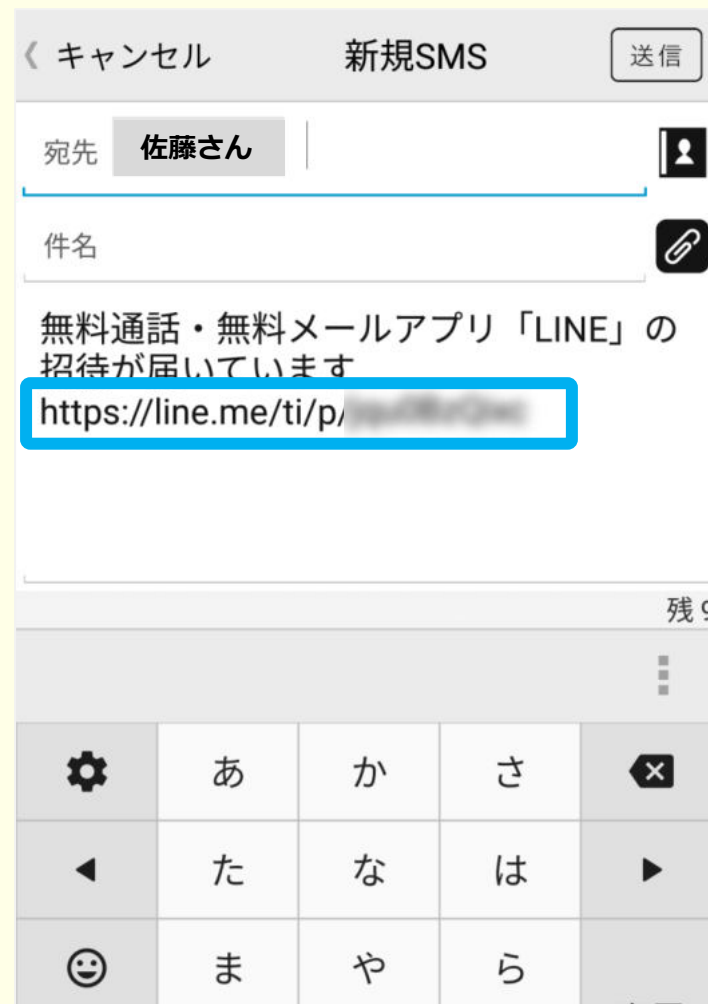 キャンセル 新規SMS 送信
宛先 佐藤さん
件名
無料通話・無料メールアプリ「LINE」の
招待が届いています
https://line.me/ti/p/
残
あ か さ
た な は
ま や ら